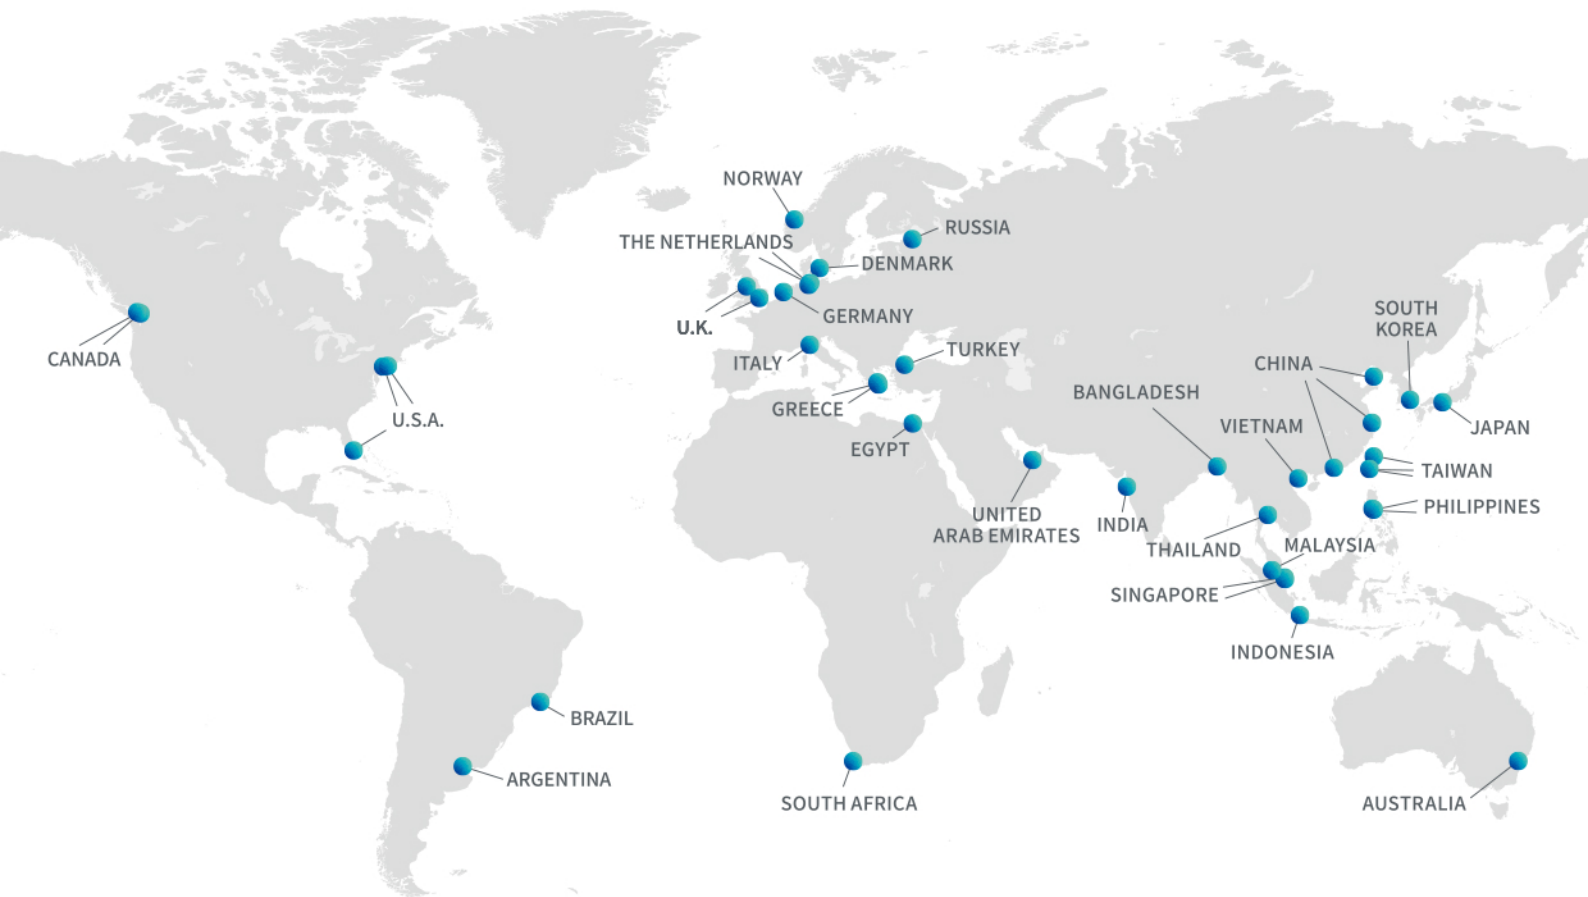 NORWAY
RUSSIA
THE NETHERLANDS
DENMARK
SOUTH
KOREA
GERMANY
U.K.
CANADA
ITALY
TURKEY
CHINA
BANGLADESH
GREECE
U.S.A.
VIETNAM
JAPAN
EGYPT
TAIWAN
PHILIPPINES
UNITED
ARAB EMIRATES
INDIA
THAILAND
MALAYSIA
SINGAPORE
INDONESIA
BRAZIL
ARGENTINA
SOUTH AFRICA
AUSTRALIA